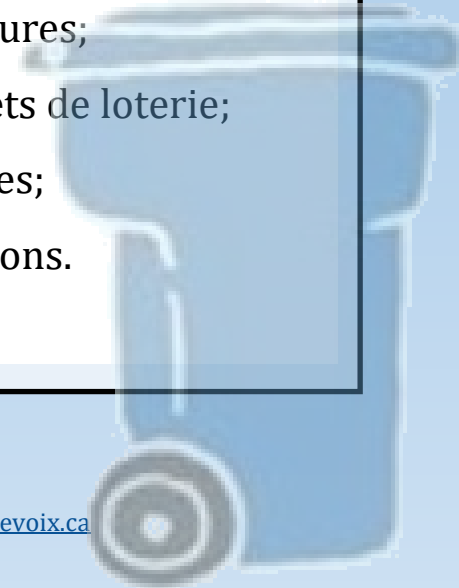 ures;
ets de loterie;
es;
ons.
evoix.ca